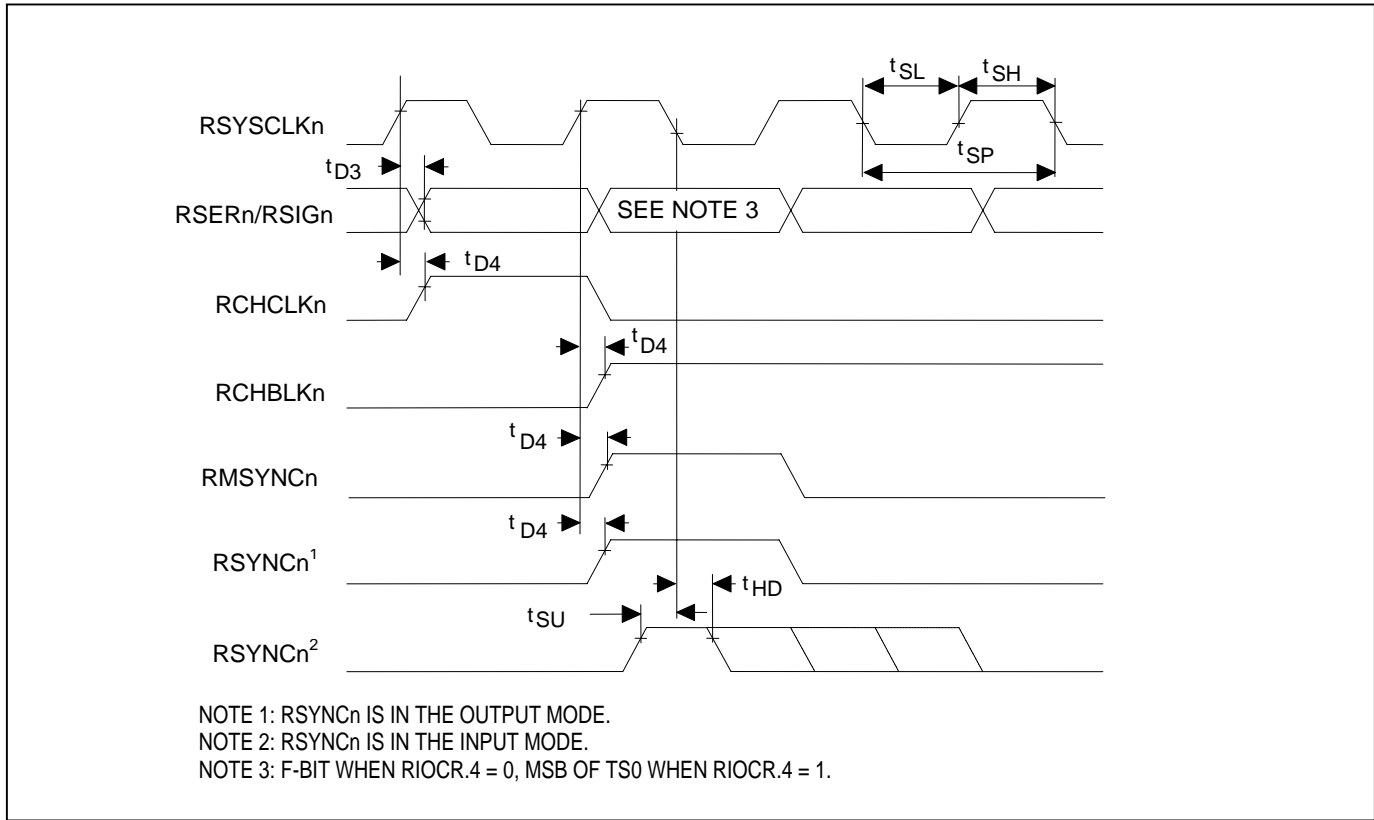 tSL tSH
RSYSCLKn
tSP
tD3
RSERn/RSIGn SEE NOTE 3
tD4
RCHCLKn
tD4
RCHBLKn
tD4
RMSYNCn
tD4
RSYNCn¹
tHD
tSU
RSYNCn²
NOTE 1: RSYNCn IS IN THE OUTPUT MODE.
NOTE 2: RSYNCn IS IN THE INPUT MODE.
NOTE 3: F-BIT WHEN RIOCR.4 = 0, MSB OF TS0 WHEN RIOCR.4 = 1.